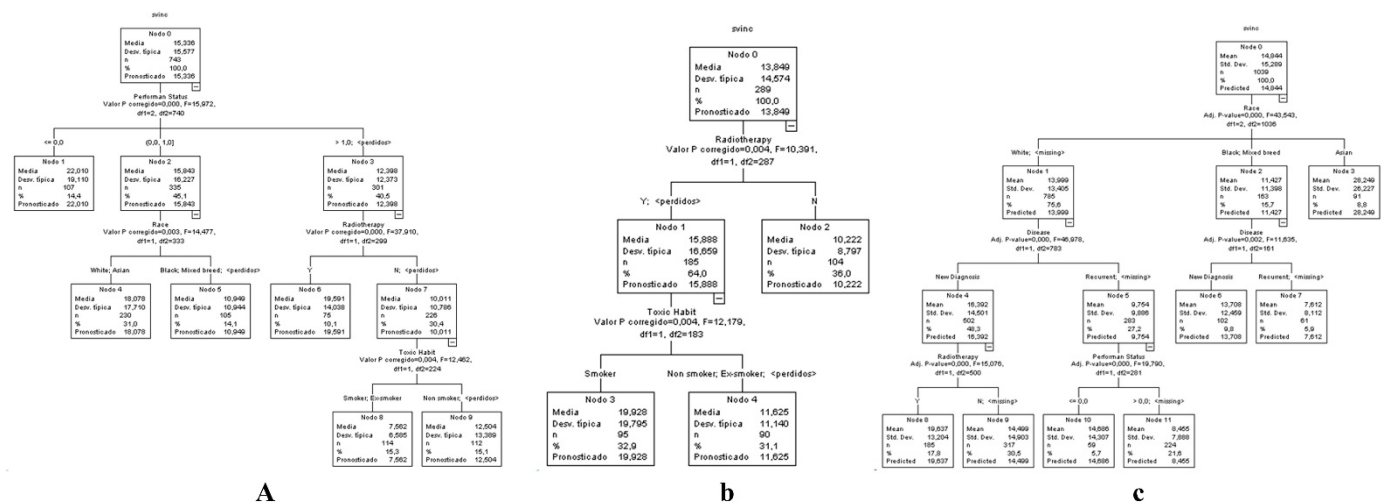 svinc
Nodo 0
Media 15,336
Desv. típica 15,577
n 743
% 100,0
Pronosticado 15,336
Performan Status
Valor P corregido=0,000, F=15,972,
df1=2, df2=740
<= 0,0
(0,0, 1,0]
> 1,0; <perdidos>
Nodo 1
Media 22,010
Desv. típica 19,110
n 107
% 14,4
Pronosticado 22,010
Nodo 2
Media 15,843
Desv. típica 16,227
n 335
% 45,1
Pronosticado 15,843
Nodo 3
Media 12,398
Desv. típica 12,373
n 301
% 40,5
Pronosticado 12,398
Race
Valor P corregido=0,003, F=14,477,
df1=1, df2=333
Radiotherapy
Valor P corregido=0,000, F=37,910,
df1=1, df2=299
White; Asian
Black; Mixed breed; <perdidos>
Y
N; <perdidos>
Nodo 4
Media 18,078
Desv. típica 17,710
n 230
% 31,0
Pronosticado 18,078
Nodo 5
Media 10,949
Desv. típica 10,944
n 105
% 14,1
Pronosticado 10,949
Nodo 6
Media 19,591
Desv. típica 14,038
n 75
% 10,1
Pronosticado 19,591
Nodo 7
Media 10,011
Desv. típica 10,786
n 226
% 30,4
Pronosticado 10,011
Toxic Habit
Valor P corregido=0,004, F=12,462,
df1=1, df2=224
Smoker; Ex-smoker
Non smoker; <perdidos>
Nodo 8
Media 7,562
Desv. típica 6,585
n 114
% 15,3
Pronosticado 7,562
Nodo 9
Media 12,504
Desv. típica 13,369
n 112
% 15,1
Pronosticado 12,504
A
svinc
Nodo 0
Media 13,849
Desv. típica 14,574
n 289
% 100,0
Pronosticado 13,849
Radiotherapy
Valor P corregido=0,004, F=10,391,
df1=1, df2=287
Y; <perdidos>
N
Nodo 1
Media 15,888
Desv. típica 16,659
n 185
% 64,0
Pronosticado 15,888
Nodo 2
Media 10,222
Desv. típica 8,797
n 104
% 36,0
Pronosticado 10,222
Toxic Habit
Valor P corregido=0,004, F=12,179,
df1=1, df2=183
Smoker
Non smoker; Ex-smoker; <perdidos>
Nodo 3
Media 19,928
Desv. típica 19,795
n 95
% 32,9
Pronosticado 19,928
Nodo 4
Media 11,625
Desv. típica 11,140
n 90
% 31,1
Pronosticado 11,625
b
svinc
Node 0
Mean 14,844
Std. Dev. 15,289
n 1039
% 100,0
Predicted 14,844
Race
Adj. P-value=0,000, F=43,543,
df1=2, df2=1036
White; <missing>
Black; Mixed breed
Asian
Node 1
Mean 13,999
Std. Dev. 13,405
n 785
% 75,6
Predicted 13,999
Node 2
Mean 11,427
Std. Dev. 11,398
n 163
% 15,7
Predicted 11,427
Node 3
Mean 28,249
Std. Dev. 26,227
n 91
% 8,8
Predicted 28,249
Disease
Adj. P-value=0,000, F=46,978,
df1=1, df2=783
Disease
Adj. P-value=0,002, F=11,635,
df1=1, df2=161
New Diagnosis
Recurrent; <missing>
New Diagnosis
Recurrent; <missing>
Node 4
Mean 16,392
Std. Dev. 14,501
n 502
% 48,3
Predicted 16,392
Node 5
Mean 9,754
Std. Dev. 9,886
n 283
% 27,2
Predicted 9,754
Node 6
Mean 13,708
Std. Dev. 12,459
n 102
% 9,8
Predicted 13,708
Node 7
Mean 7,612
Std. Dev. 8,112
n 61
% 5,9
Predicted 7,612
Radiotherapy
Adj. P-value=0,000, F=15,076,
df1=1, df2=500
Performan Status
Adj. P-value=0,000, F=19,790,
df1=1, df2=281
Y
N; <missing>
<= 0,0
> 0,0; <missing>
Node 8
Mean 19,637
Std. Dev. 13,204
n 185
% 17,8
Predicted 19,637
Node 9
Mean 14,499
Std. Dev. 14,903
n 317
% 30,5
Predicted 14,499
Node 10
Mean 14,686
Std. Dev. 14,307
n 59
% 5,7
Predicted 14,686
Node 11
Mean 8,455
Std. Dev. 7,888
n 224
% 21,6
Predicted 8,455
c